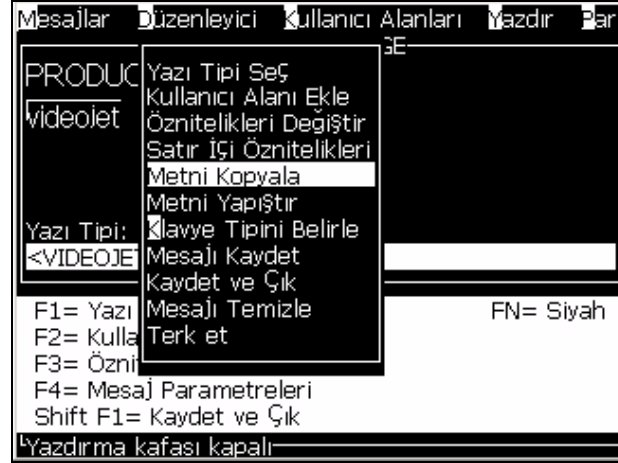 Mesajlar Düzenleyici Kullanıcı Alanları Yazdır Par
GE
PRODUC
videojet
Yazı Tipi Seç
Kullanıcı Alanı Ekle
Öznitelikleri Değiştir
Satır İçi Öznitelikleri
Metni Kopyala
Metni Yapıştır
Klavye Tipini Belirle
Mesajı Kaydet
Kaydet ve Çık
Mesajı Temizle
Terk et
Yazı Tipi:
<VIDEOJET
F1= Yazı
FN= Siyah
F2= Kulla
F3= Özni
F4= Mesaj Parametreleri
Shift F1= Kaydet ve Çık
Yazdırma kafası kapalı